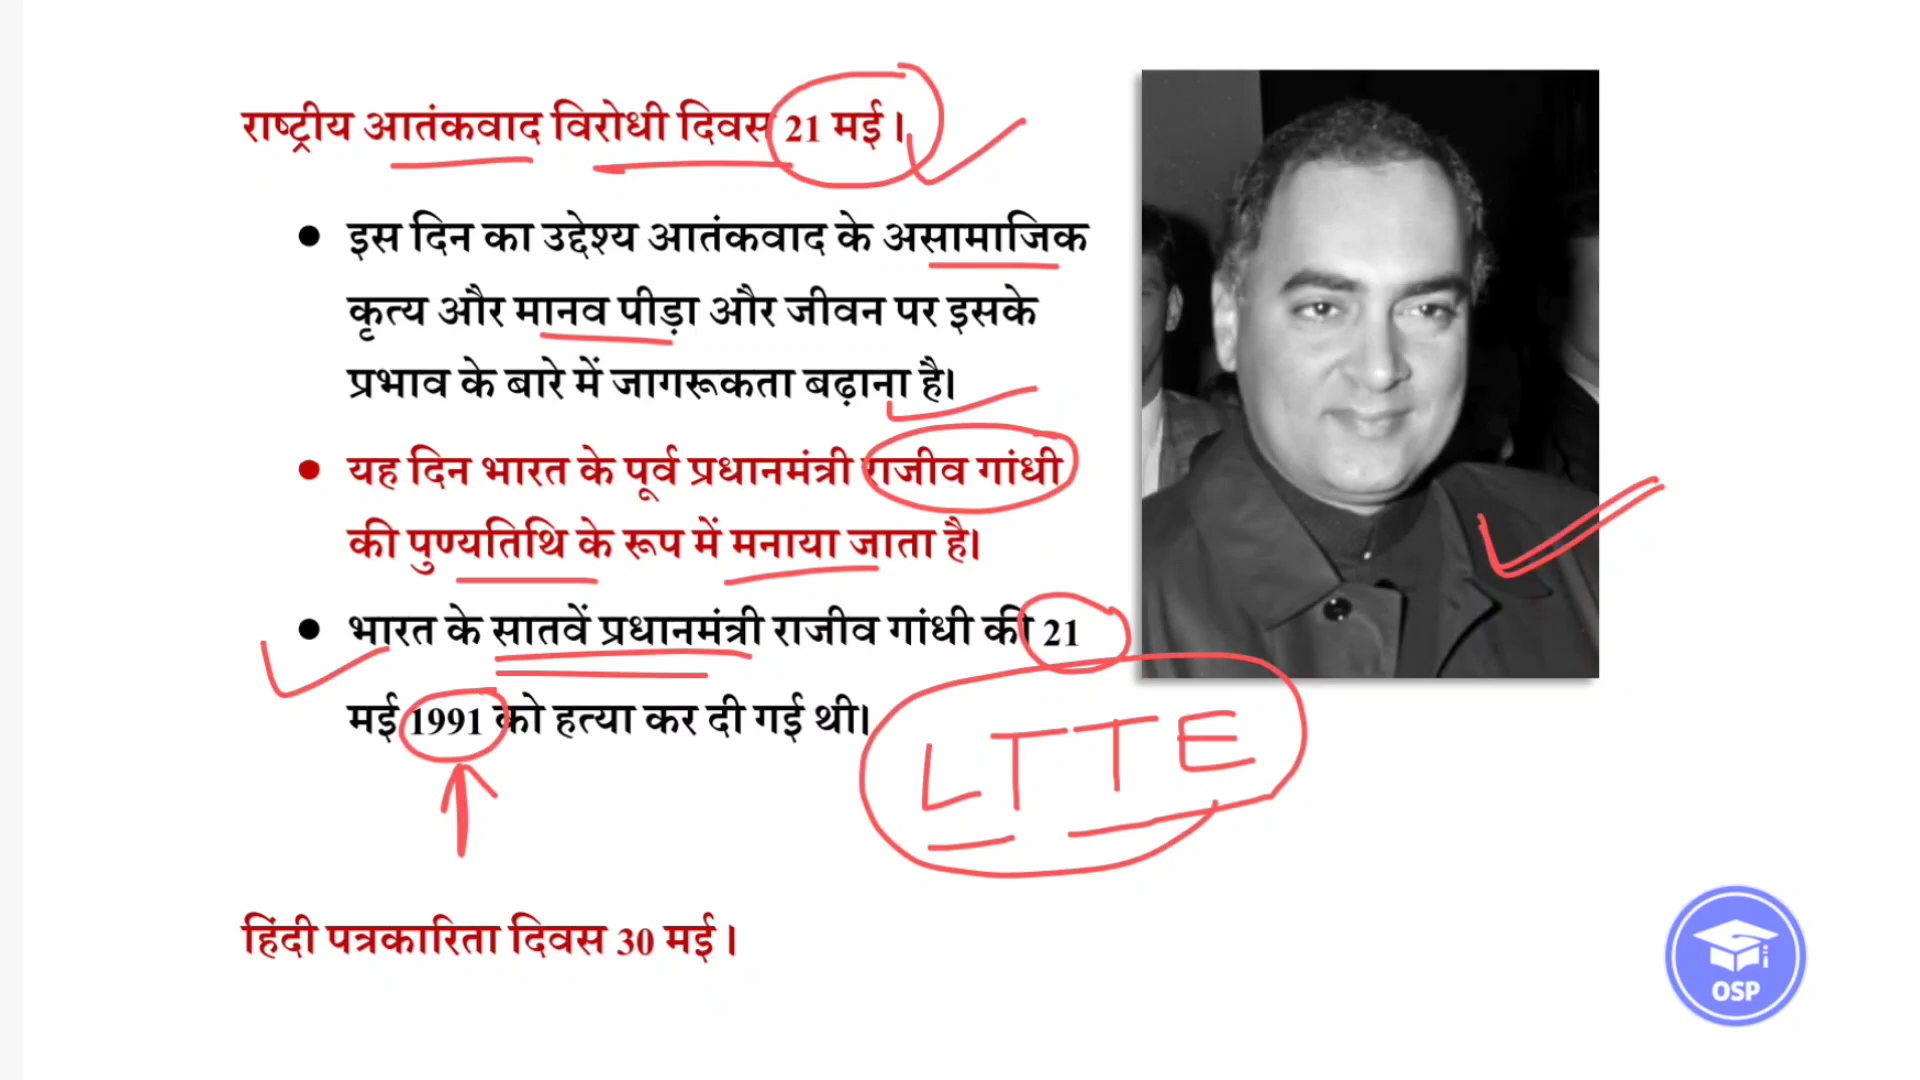 राष्ट्रीय आतंकवाद विरोधी दिवस 21 मई।
• इस दिन का उद्देश्य आतंकवाद के असामाजिक
कृत्य और मानव पीड़ा और जीवन पर इसके
प्रभाव के बारे में जागरूकता बढ़ाना है।
• यह दिन भारत के पूर्व प्रधानमंत्री राजीव गांधी
की पुण्यतिथि के रूप में मनाया जाता है।
• भारत के सातवें प्रधानमंत्री राजीव गांधी की 21
मई 1991 को हत्या कर दी गई थी।
LTTE
हिंदी पत्रकारिता दिवस 30 मई।
OSP